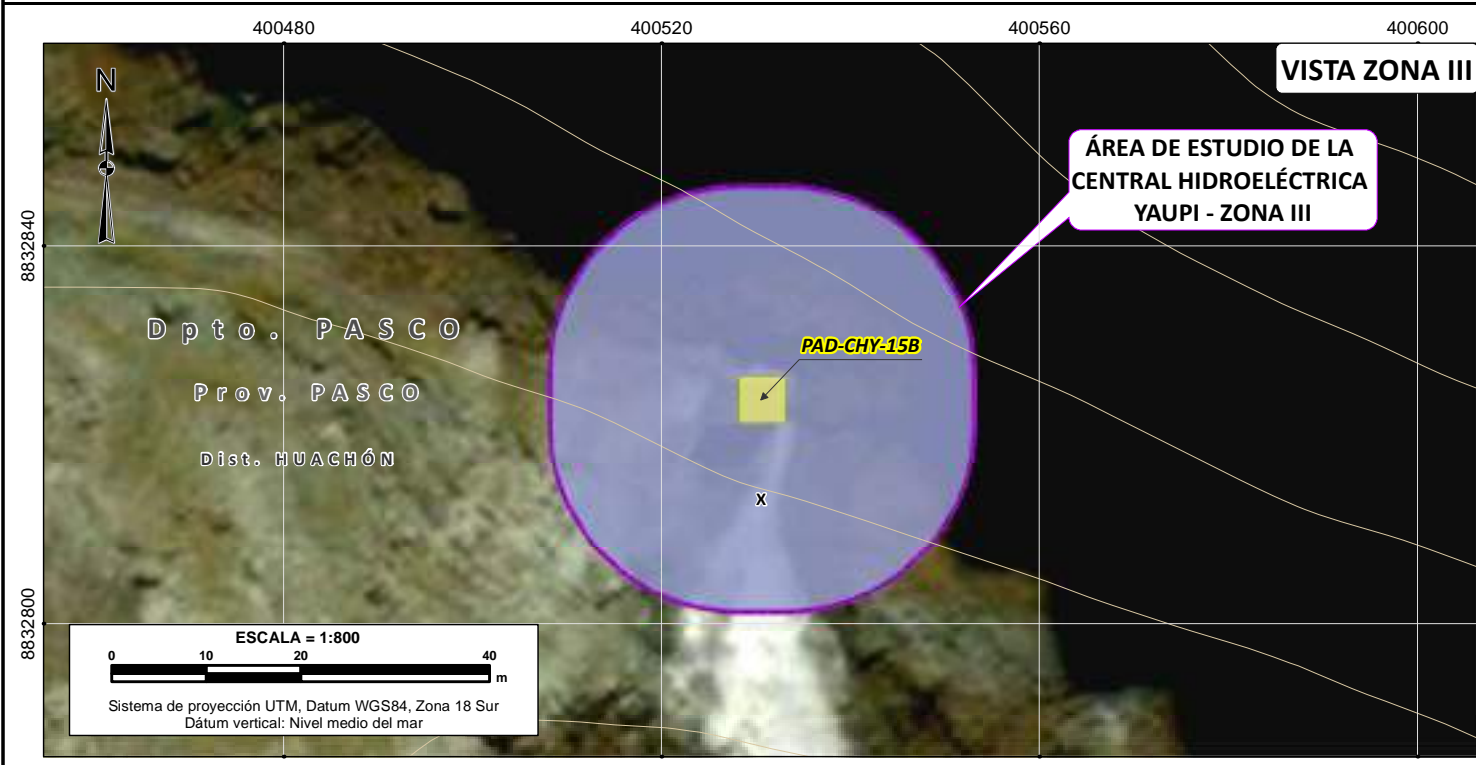 400480
400520
400560
400600
VISTA ZONA III
N
ÁREA DE ESTUDIO DE LA
CENTRAL HIDROELÉCTRICA
YAUPI - ZONA III
8832840
Dpto. PASCO
PAD-CHY-15B
Prov. PASCO
Dist. HUACHÓN
X
8832800
ESCALA = 1:800
0 10 20 40
m
Sistema de proyección UTM, Datum WGS84, Zona 18 Sur
Dátum vertical: Nivel medio del mar